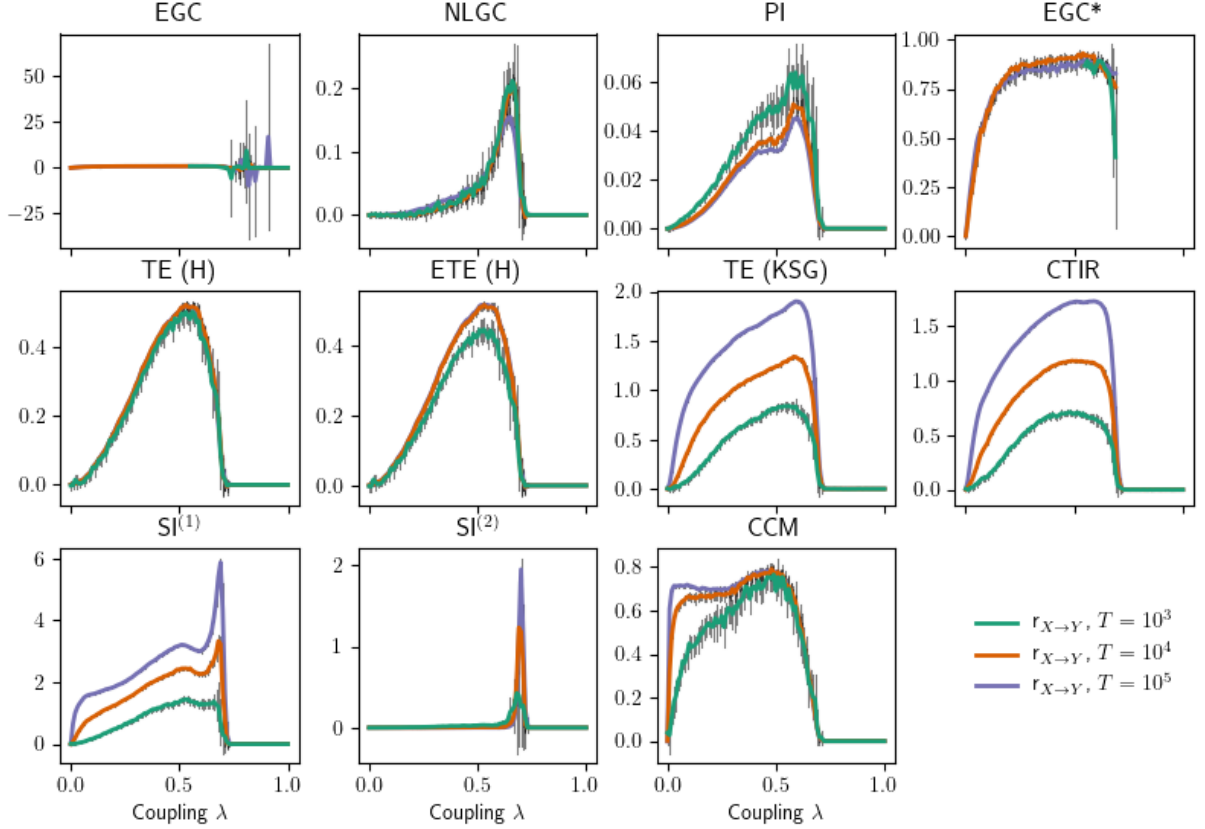 EGC
NLGC
PI
EGC*
50
25
0
−25
0.2
0.1
0.0
0.06
0.04
0.02
0.00
1.00
0.75
0.50
0.25
0.00
TE (H)
ETE (H)
TE (KSG)
CTIR
0.4
0.2
0.0
0.4
0.2
0.0
2.0
1.5
1.0
0.5
0.0
1.5
1.0
0.5
0.0
SI⁽¹⁾
SI⁽²⁾
CCM
6
4
2
0
2
1
0
0.8
0.6
0.4
0.2
0.0
r_{X→Y}, T = 10³
r_{X→Y}, T = 10⁴
r_{X→Y}, T = 10⁵
0.0 0.5 1.0
0.0 0.5 1.0
0.0 0.5 1.0
Coupling λ
Coupling λ
Coupling λ